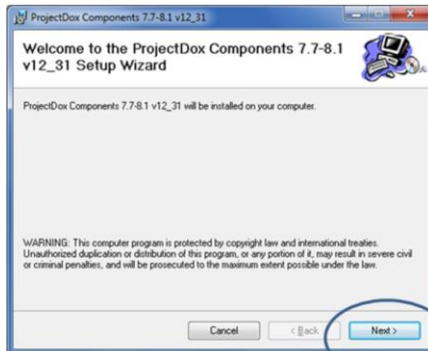 ProjectDox Components 7.7-8.1 v12_31
Welcome to the ProjectDox Components 7.7-8.1
v12_31 Setup Wizard
ProjectDox Components 7.7-8.1 v12_31 will be installed on your computer.
WARNING: This computer program is protected by copyright law and international treaties.
Unauthorized duplication or distribution of this program, or any portion of it, may result in severe civil
or criminal penalties, and will be prosecuted to the maximum extent possible under the law.
Cancel < Back Next >